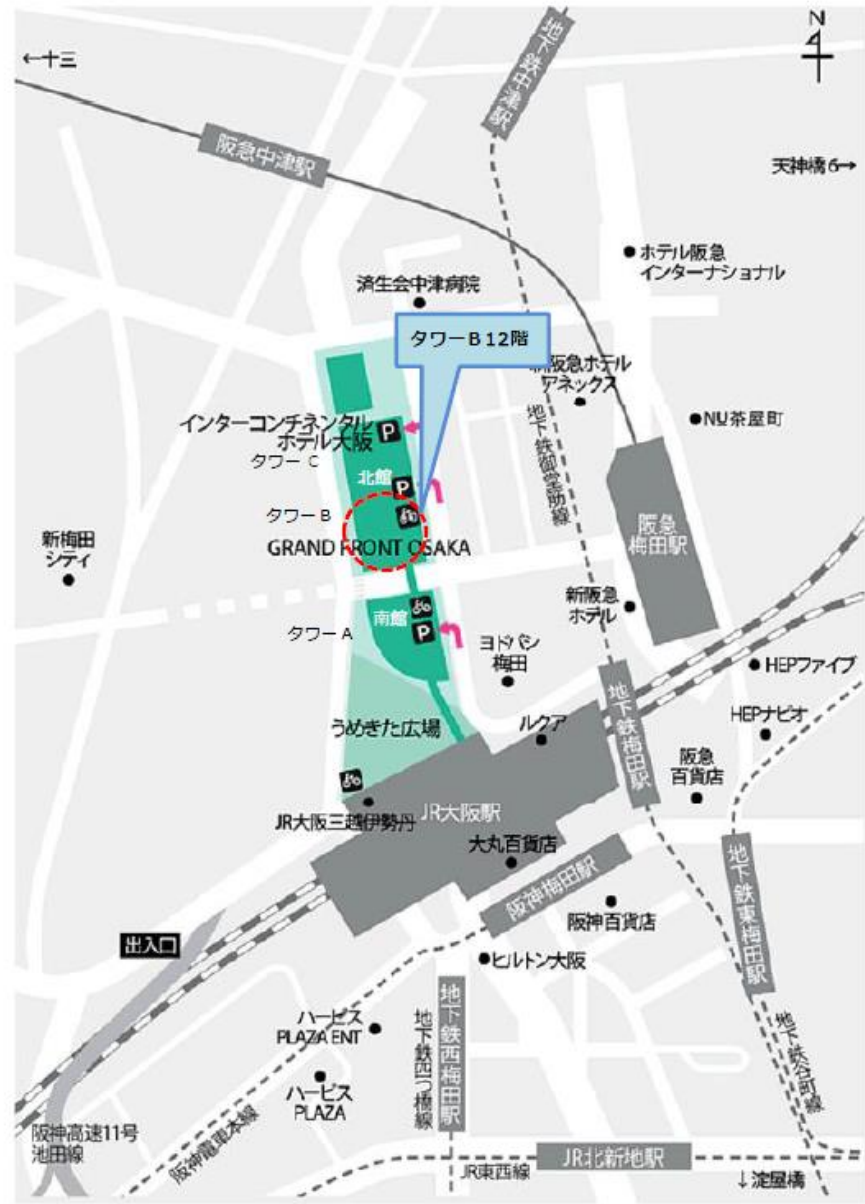 N
←十三
地下鉄中津駅
阪急中津駅
天神橋6→
ホテル阪急
インターナショナル
済生会中津病院
タワーB 12階
阪急ホテル
アネックス
インターコンチネンタル
ホテル大阪
P
NU茶屋町
地下鉄御堂筋線
タワー C
北館
P
タワー B
阪急
梅田駅
新梅田
シティ
GRAND FRONT OSAKA
新阪急
ホテル
南館
P
タワー A
ヨドバシ
梅田
HEPファイブ
地下鉄梅田駅
HEPナビオ
うめきた広場
ルクア
阪急
百貨店
JR大阪三越伊勢丹
JR大阪駅
大丸百貨店
阪神梅田駅
阪神百貨店
地下鉄東梅田駅
出入口
ヒルトン大阪
ハービス
PLAZA ENT
地下鉄四つ橋線
地下鉄西梅田駅
ハービス
PLAZA
地下鉄谷町線
阪神高速11号
池田線
阪神電車本線
JR東西線
JR北新地駅
↓淀屋橋